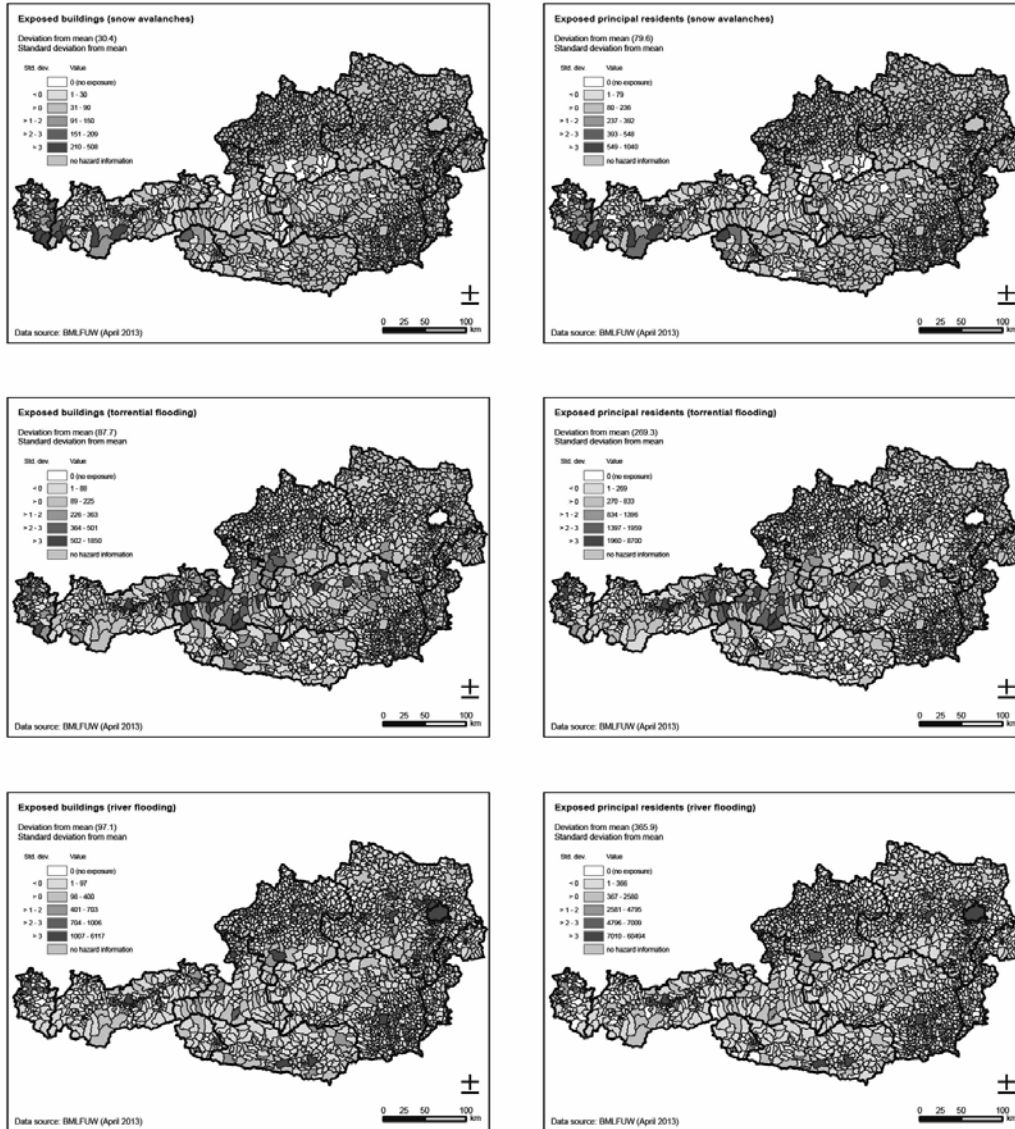 Exposed buildings (snow avalanches)
Deviation from mean (30.4)
Standard deviation from mean
Std. dev. Value
0 (no exposure)
< 0 1 - 30
> 0 31 - 90
> 1 - 2 91 - 150
> 2 - 3 151 - 209
> 3 210 - 508
no hazard information
0 25 50 100
km
Data source: BMLFUW (April 2013)
Exposed principal residents (snow avalanches)
Deviation from mean (79.6)
Standard deviation from mean
Std. dev. Value
0 (no exposure)
< 0 1 - 79
> 0 80 - 236
> 1 - 2 237 - 392
> 2 - 3 393 - 548
> 3 549 - 1040
no hazard information
0 25 50 100
km
Data source: BMLFUW (April 2013)
Exposed buildings (torrential flooding)
Deviation from mean (87.7)
Standard deviation from mean
Std. dev. Value
0 (no exposure)
< 0 1 - 88
> 0 89 - 225
> 1 - 2 226 - 363
> 2 - 3 364 - 501
> 3 502 - 1850
no hazard information
0 25 50 100
km
Data source: BMLFUW (April 2013)
Exposed principal residents (torrential flooding)
Deviation from mean (269.3)
Standard deviation from mean
Std. dev. Value
0 (no exposure)
< 0 1 - 269
> 0 270 - 833
> 1 - 2 834 - 1396
> 2 - 3 1397 - 1959
> 3 1960 - 8700
no hazard information
0 25 50 100
km
Data source: BMLFUW (April 2013)
Exposed buildings (river flooding)
Deviation from mean (97.1)
Standard deviation from mean
Std. dev. Value
0 (no exposure)
< 0 1 - 97
> 0 98 - 400
> 1 - 2 401 - 703
> 2 - 3 704 - 1006
> 3 1007 - 6117
no hazard information
0 25 50 100
km
Data source: BMLFUW (April 2013)
Exposed principal residents (river flooding)
Deviation from mean (365.9)
Standard deviation from mean
Std. dev. Value
0 (no exposure)
< 0 1 - 366
> 0 367 - 2580
> 1 - 2 2581 - 4795
> 2 - 3 4796 - 7009
> 3 7010 - 60494
no hazard information
0 25 50 100
km
Data source: BMLFUW (April 2013)